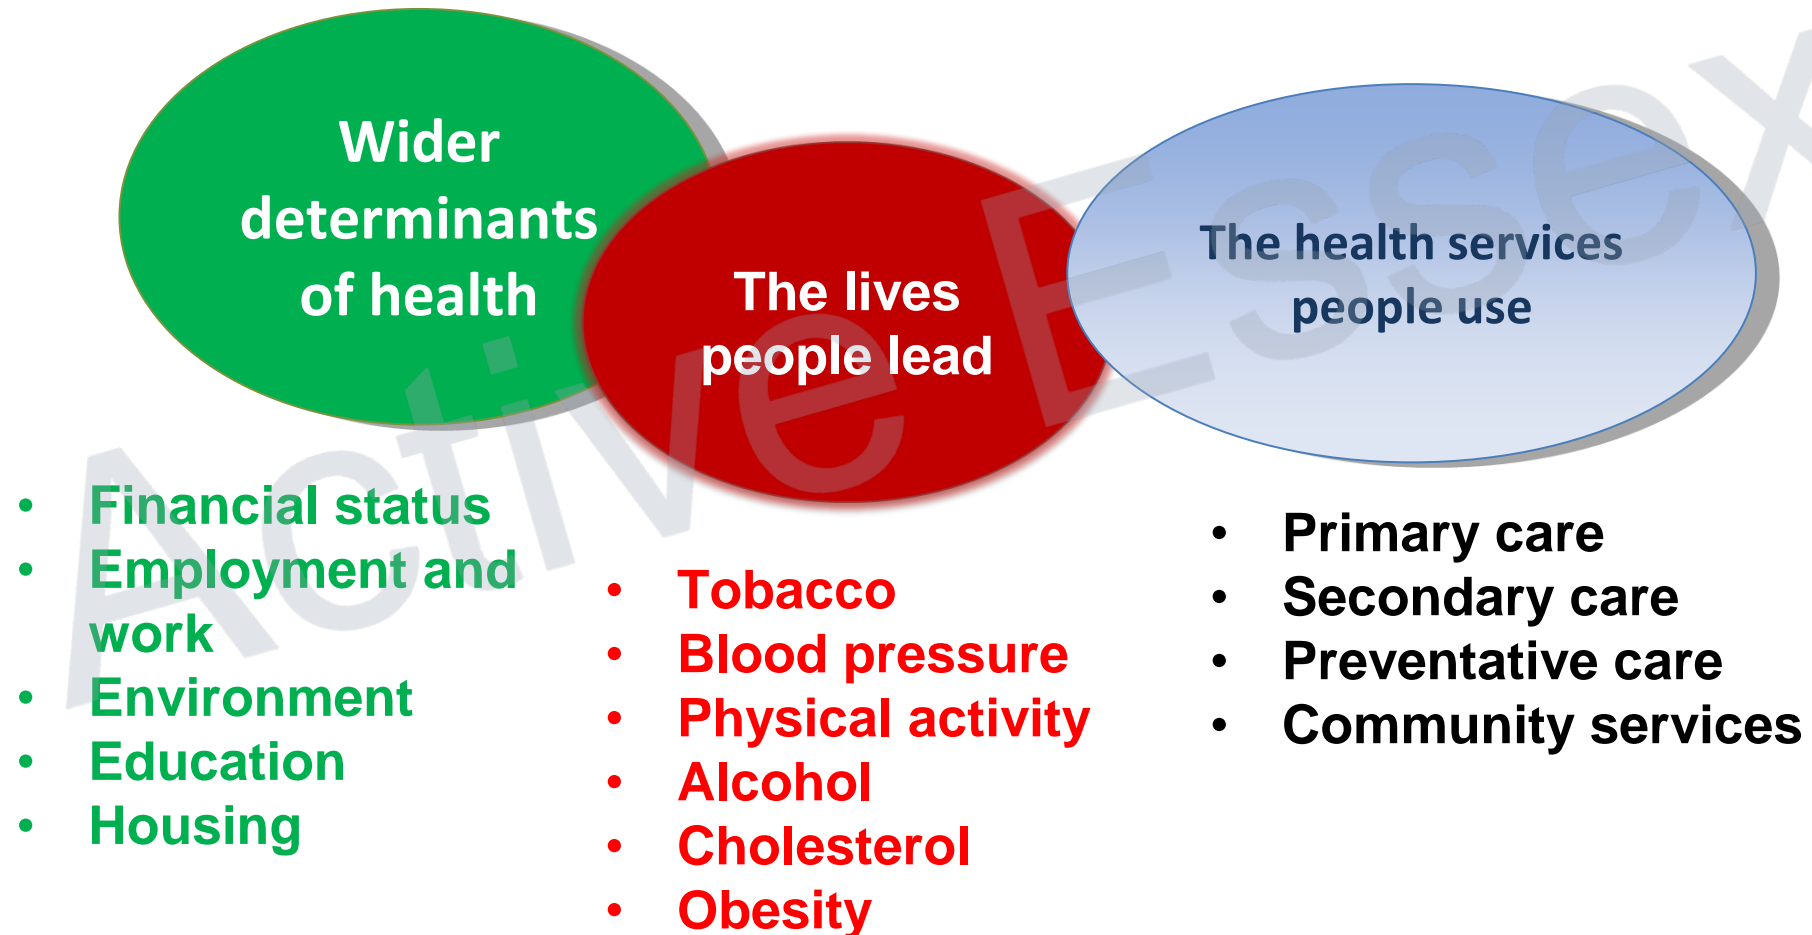 Wider
determinants
of health
The lives
people lead
The health services
people use
• Financial status
• Employment and
work
• Environment
• Education
• Housing
• Tobacco
• Blood pressure
• Physical activity
• Alcohol
• Cholesterol
• Obesity
• Primary care
• Secondary care
• Preventative care
• Community services
Active Essex